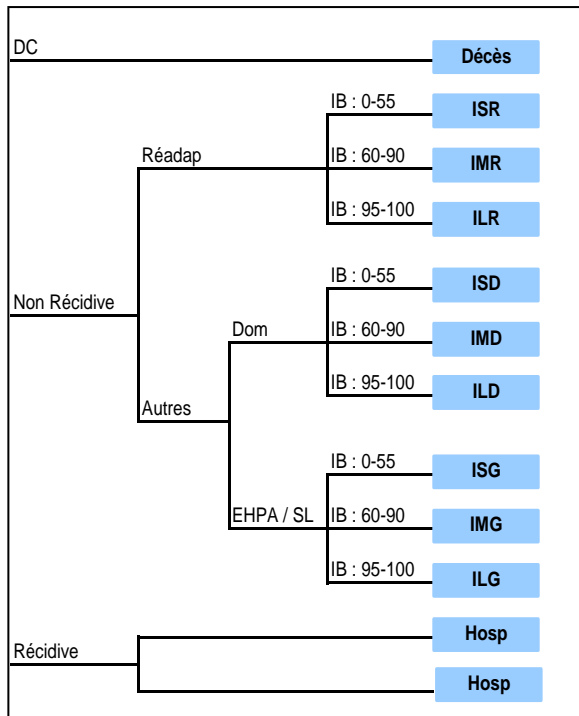 DC
Décès
IB : 0-55
ISR
Réadap
IB : 60-90
IMR
IB : 95-100
ILR
IB : 0-55
ISD
Non Récidive
Dom
IB : 60-90
IMD
IB : 95-100
ILD
Autres
IB : 0-55
ISG
EHPA / SL
IB : 60-90
IMG
IB : 95-100
ILG
Hosp
Récidive
Hosp